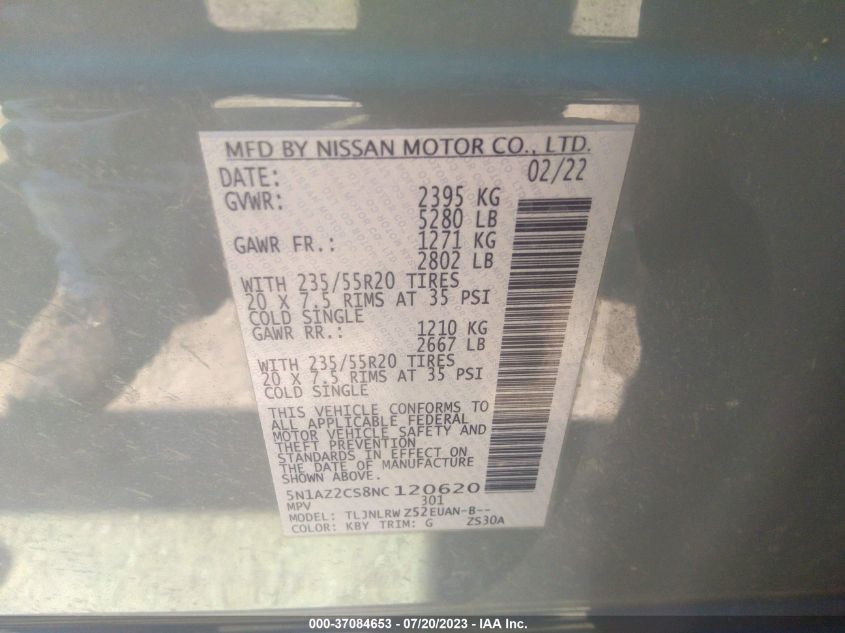 MFD BY NISSAN MOTOR CO., LTD.
DATE: 02/22
GVWR: 2395 KG
5280 LB
GAWR FR.: 1271 KG
2802 LB
WITH 235/55R20 TIRES
20 X 7.5 RIMS AT 35 PSI
COLD SINGLE
GAWR RR.: 1210 KG
2667 LB
WITH 235/55R20 TIRES
20 X 7.5 RIMS AT 35 PSI
COLD SINGLE
THIS VEHICLE CONFORMS TO
ALL APPLICABLE FEDERAL
MOTOR VEHICLE SAFETY AND
THEFT PREVENTION
STANDARDS IN EFFECT ON
THE DATE OF MANUFACTURE
SHOWN ABOVE.
5N1AZ2CS8NC120620
MPV 301
MODEL: TLJNLRW Z52EUAN-B--
COLOR: KBY TRIM: G ZS30A
000-37084653 - 07/20/2023 - IAA Inc.